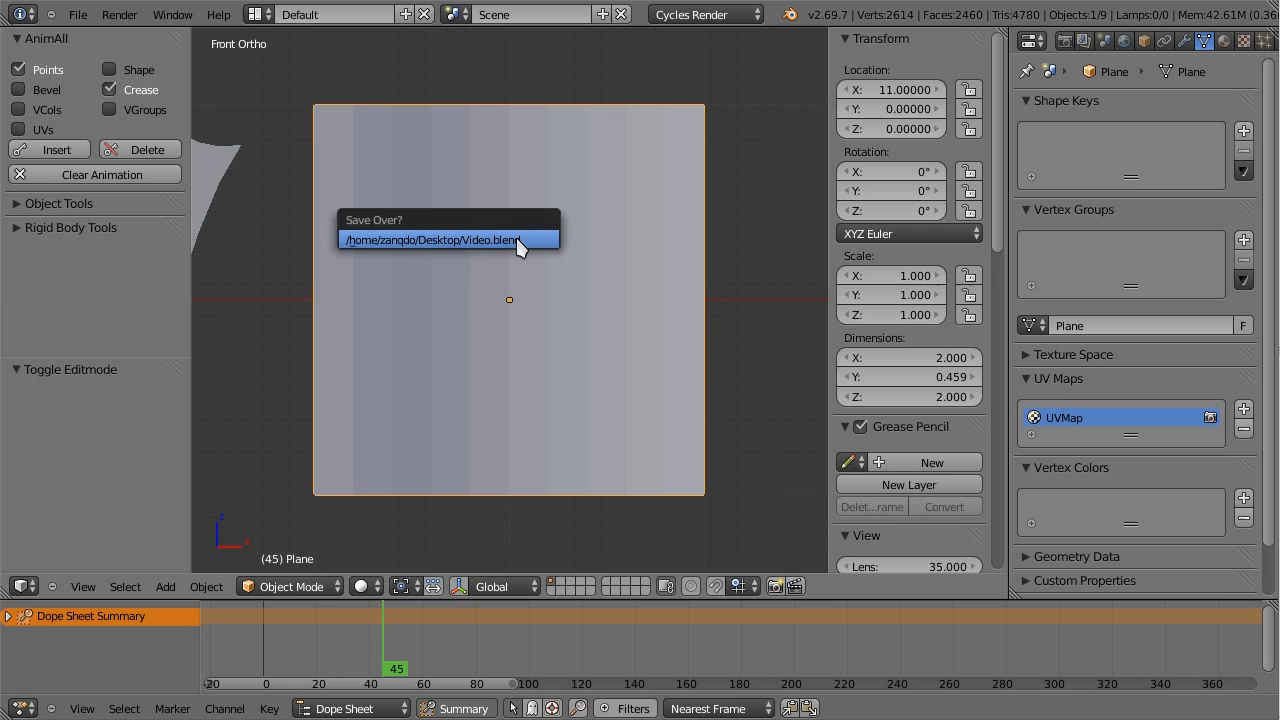 File Render Window Help Default Scene Cycles Render v2.69.7 | Verts:2614 | Faces:2460 | Tris:4780 | Objects:1/9 | Lamps:0/0 | Mem:42.61M (0.36
AnimAll
Points Shape
Bevel Crease
VCols VGroups
UVs
Insert Delete
Clear Animation
Object Tools
Rigid Body Tools
Toggle Editmode
Front Ortho
Save Over?
/home/zanqdo/Desktop/Video.blend
z
x
(45) Plane
Transform
Location:
X: 11.00000
Y: 0.00000
Z: 0.00000
Rotation:
X: 0°
Y: 0°
Z: 0°
XYZ Euler
Scale:
X: 1.000
Y: 1.000
Z: 1.000
Dimensions:
X: 2.000
Y: 0.459
Z: 2.000
Grease Pencil
New
New Layer
Delet...rame Convert
View
Lens: 35.000
Plane Plane
Shape Keys
Vertex Groups
Plane F
Texture Space
UV Maps
UVMap
Vertex Colors
Geometry Data
Custom Properties
View Select Add Object Object Mode Global
Dope Sheet Summary
45
-20 0 20 40 60 80 100 120 140 160 180 200 220 240 260 280 300 320 340 360
View Select Marker Channel Key Dope Sheet Summary Filters Nearest Frame